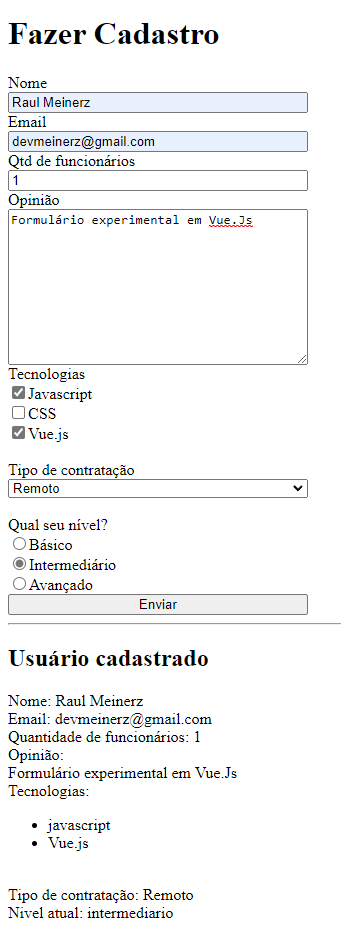 Fazer Cadastro
Nome
Raul Meinerz
Email
devmeinerz@gmail.com
Qtd de funcionários
1
Opinião
Formulário experimental em Vue.Js
Tecnologias
Javascript
CSS
Vue.js
Tipo de contratação
Remoto
Qual seu nível?
Básico
Intermediário
Avançado
Enviar
Usuário cadastrado
Nome: Raul Meinerz
Email: devmeinerz@gmail.com
Quantidade de funcionários: 1
Opinião:
Formulário experimental em Vue.Js
Tecnologias:
• javascript
• Vue.js
Tipo de contratação: Remoto
Nivel atual: intermediario